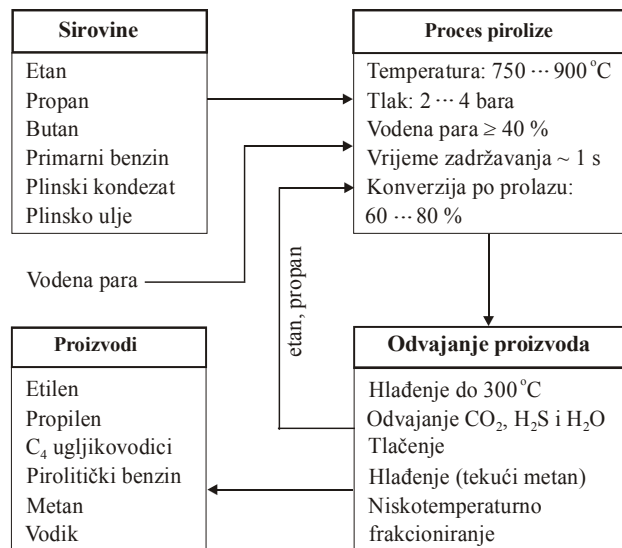 Sirovine
Etan
Propan
Butan
Primarni benzin
Plinski kondezat
Plinsko ulje
Vodena para
Proces pirolize
Temperatura: 750 ··· 900 °C
Tlak: 2 ··· 4 bara
Vodena para ≥ 40 %
Vrijeme zadržavanja ~ 1 s
Konverzija po prolazu:
60 ··· 80 %
etan, propan
Proizvodi
Etilen
Propilen
C₄ ugljikovodici
Pirolitički benzin
Metan
Vodik
Odvajanje proizvoda
Hlađenje do 300 °C
Odvajanje CO₂, H₂S i H₂O
Tlačenje
Hlađenje (tekući metan)
Niskotemperaturno
frakcioniranje